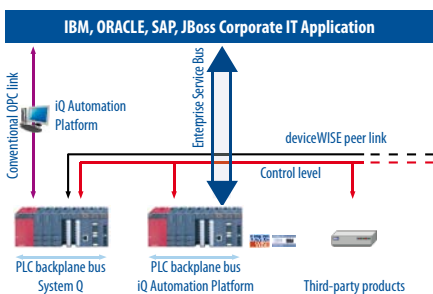 IBM, ORACLE, SAP, JBoss Corporate IT Application
Conventional OPC link
iQ Automation
Platform
Enterprise Service Bus
deviceWISE peer link
Control level
PLC backplane bus
System Q
PLC backplane bus
iQ Automation Platform
Third-party products